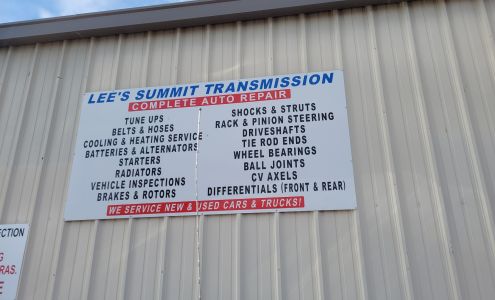 LEE'S SUMMIT TRANSMISSION
COMPLETE AUTO REPAIR
TUNE UPS
BELTS & HOSES
COOLING & HEATING SERVICE
BATTERIES & ALTERNATORS
STARTERS
RADIATORS
VEHICLE INSPECTIONS
BRAKES & ROTORS
SHOCKS & STRUTS
RACK & PINION STEERING
DRIVESHAFTS
TIE ROD ENDS
WHEEL BEARINGS
BALL JOINTS
CV AXELS
DIFFERENTIALS (FRONT & REAR)
WE SERVICE NEW & USED CARS & TRUCKS!